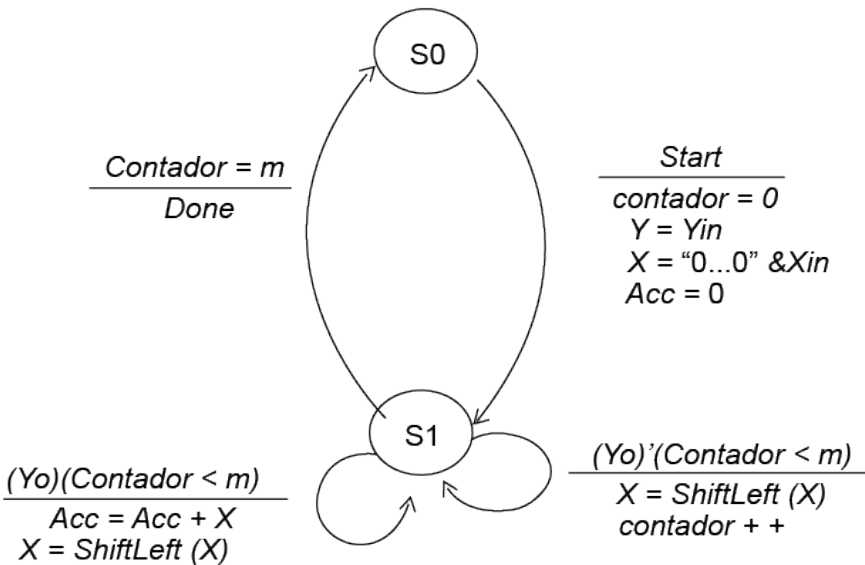 S0
Contador = m
Done
Start
contador = 0
Y = Yin
X = “0...0” &Xin
Acc = 0
S1
(Yo)(Contador < m)
Acc = Acc + X
X = ShiftLeft (X)
(Yo)’(Contador < m)
X = ShiftLeft (X)
contador + +